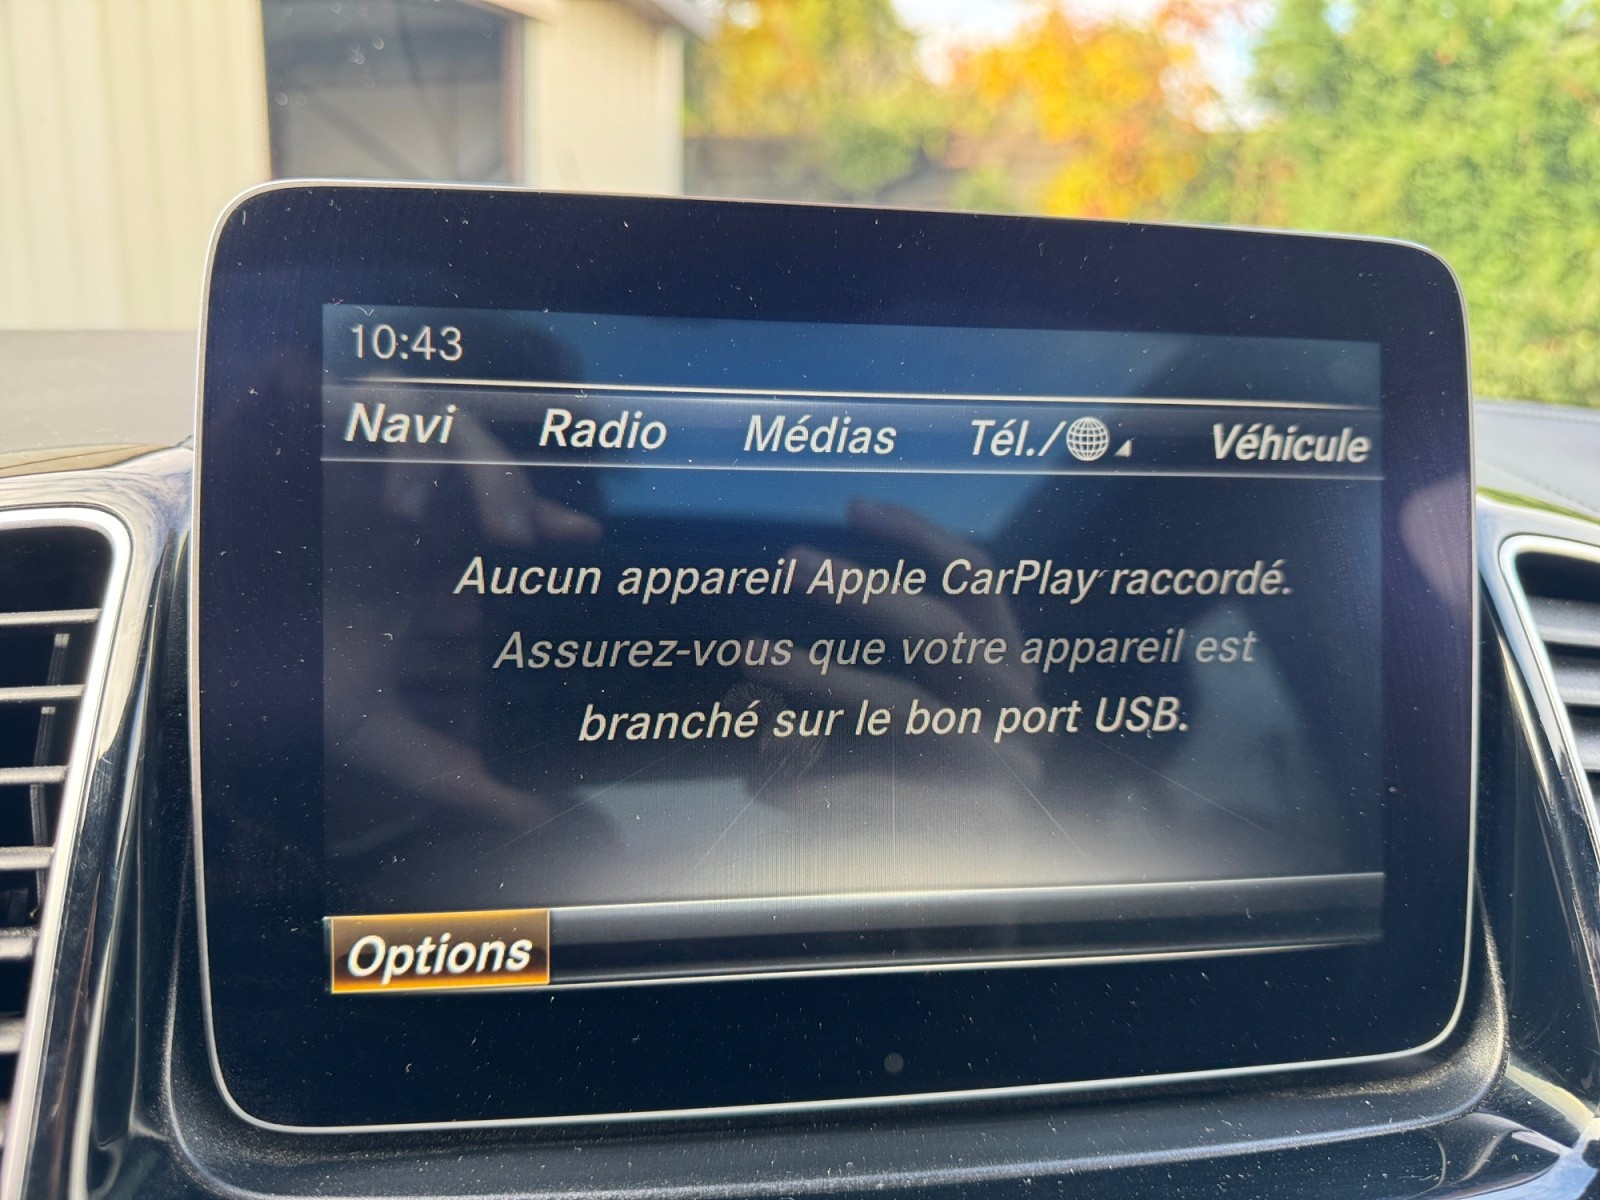 10:43
Navi Radio Médias Tél./ Véhicule
Aucun appareil Apple CarPlay raccordé.
Assurez-vous que votre appareil est
branché sur le bon port USB.
Options